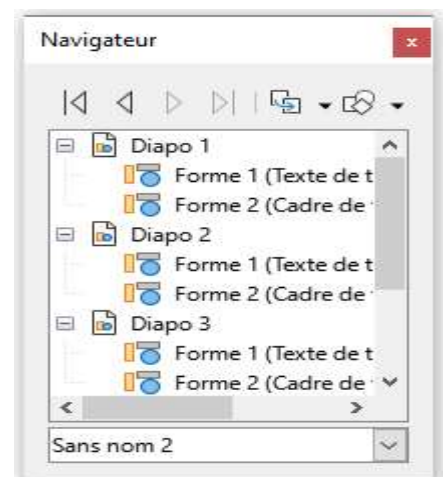 Navigateur
Diapo 1
Forme 1 (Texte de t
Forme 2 (Cadre de
Diapo 2
Forme 1 (Texte de t
Forme 2 (Cadre de
Diapo 3
Forme 1 (Texte de t
Forme 2 (Cadre de
Sans nom 2